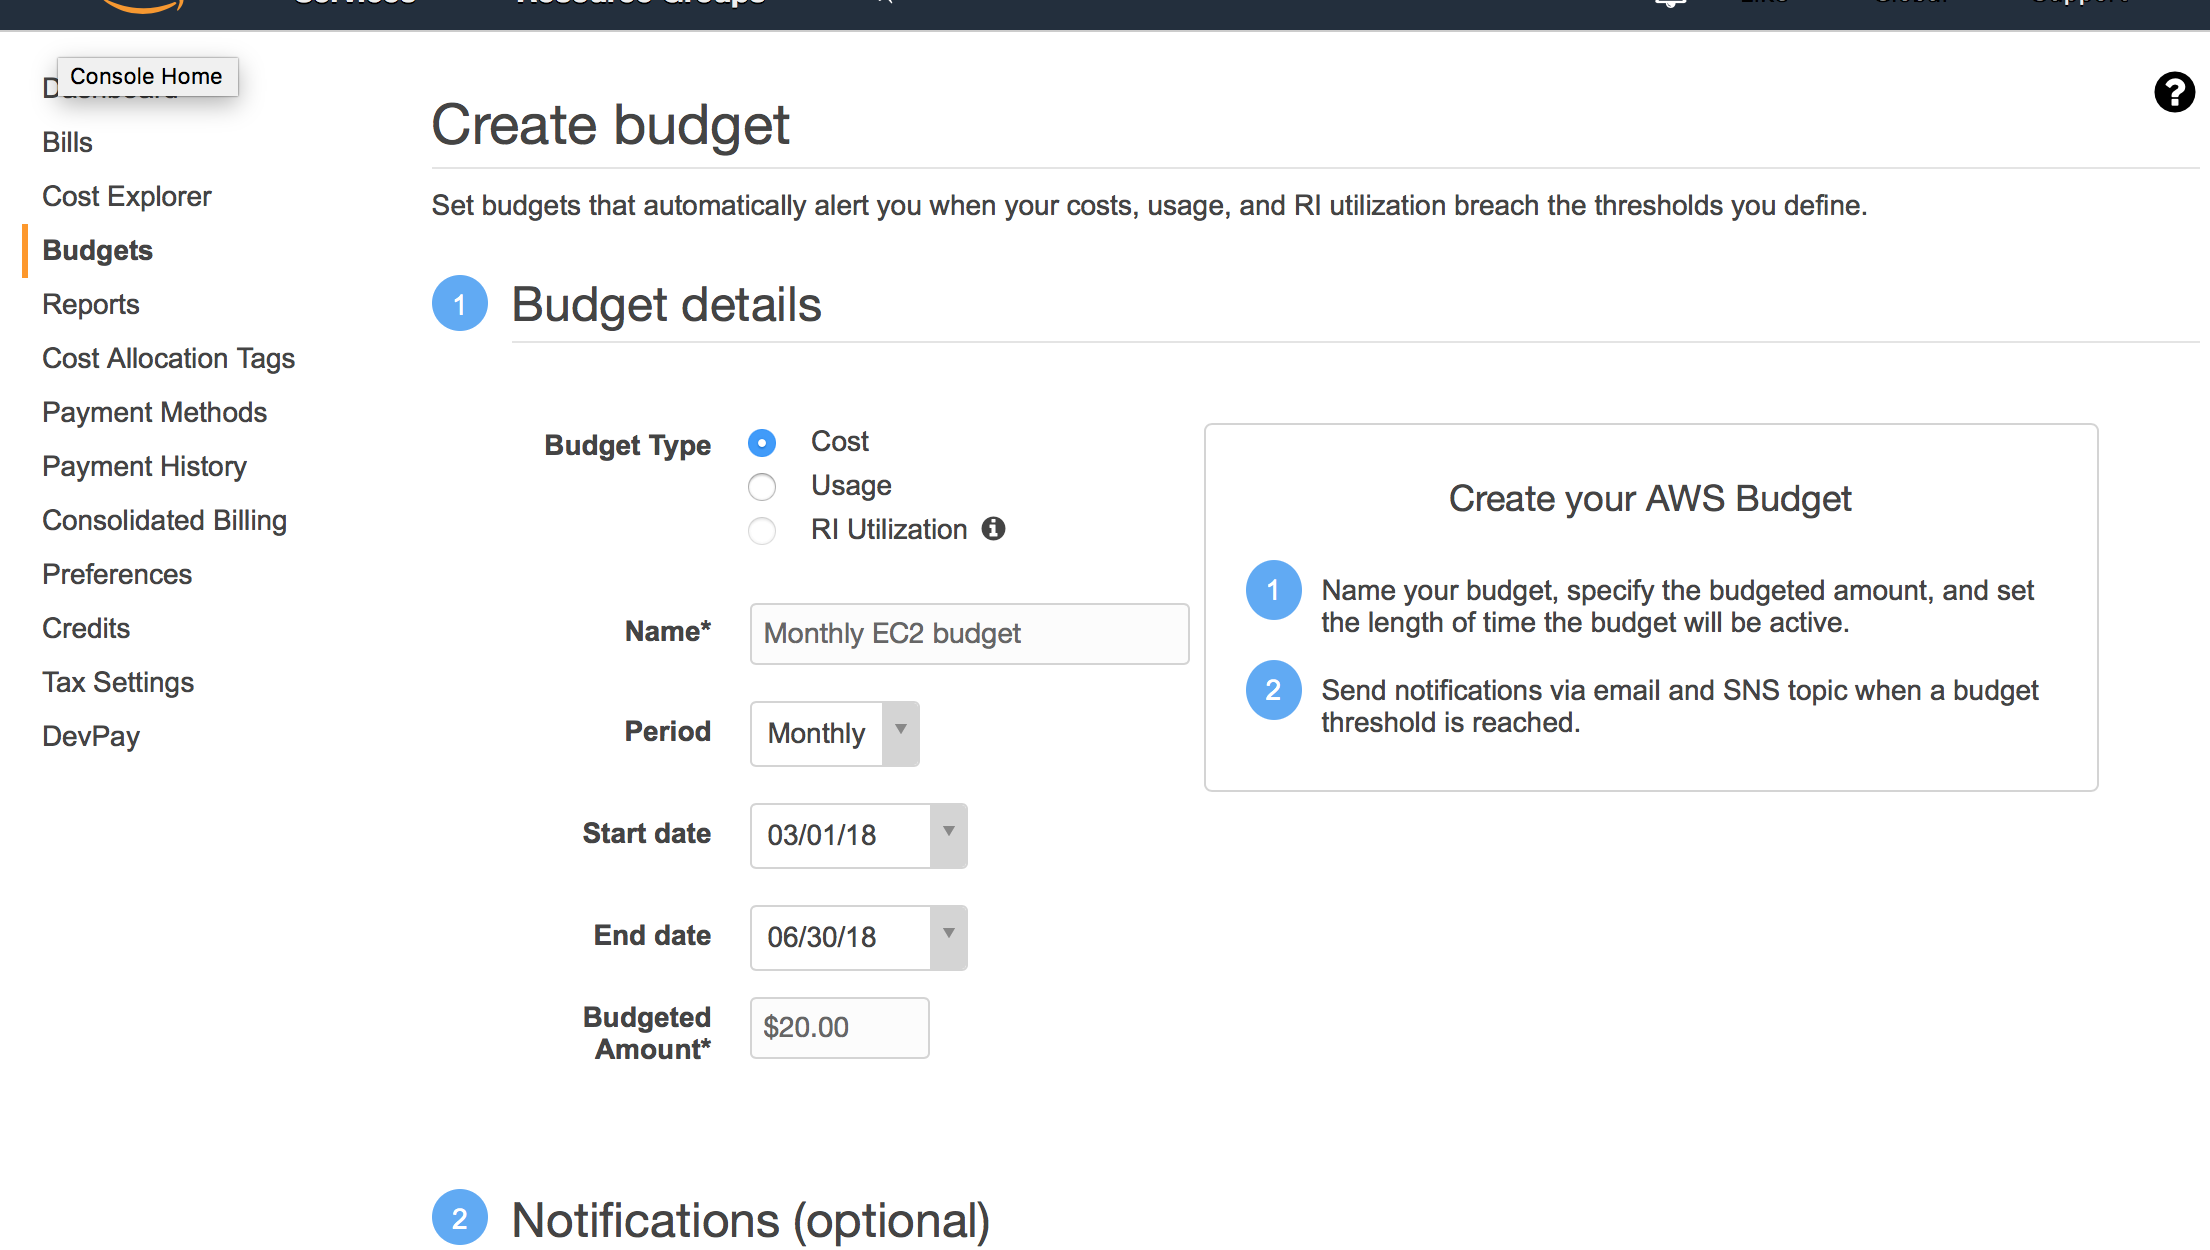 Services
Resource Groups
Support
Console Home
Bills
Cost Explorer
Budgets
Reports
Cost Allocation Tags
Payment Methods
Payment History
Consolidated Billing
Preferences
Credits
Tax Settings
DevPay
Create budget
Set budgets that automatically alert you when your costs, usage, and RI utilization breach the thresholds you define.
1 Budget details
Budget Type
Cost
Usage
RI Utilization
Name*
Monthly EC2 budget
Period
Monthly
Start date
03/01/18
End date
06/30/18
Budgeted
Amount*
$20.00
Create your AWS Budget
1 Name your budget, specify the budgeted amount, and set
the length of time the budget will be active.
2 Send notifications via email and SNS topic when a budget
threshold is reached.
2 Notifications (optional)